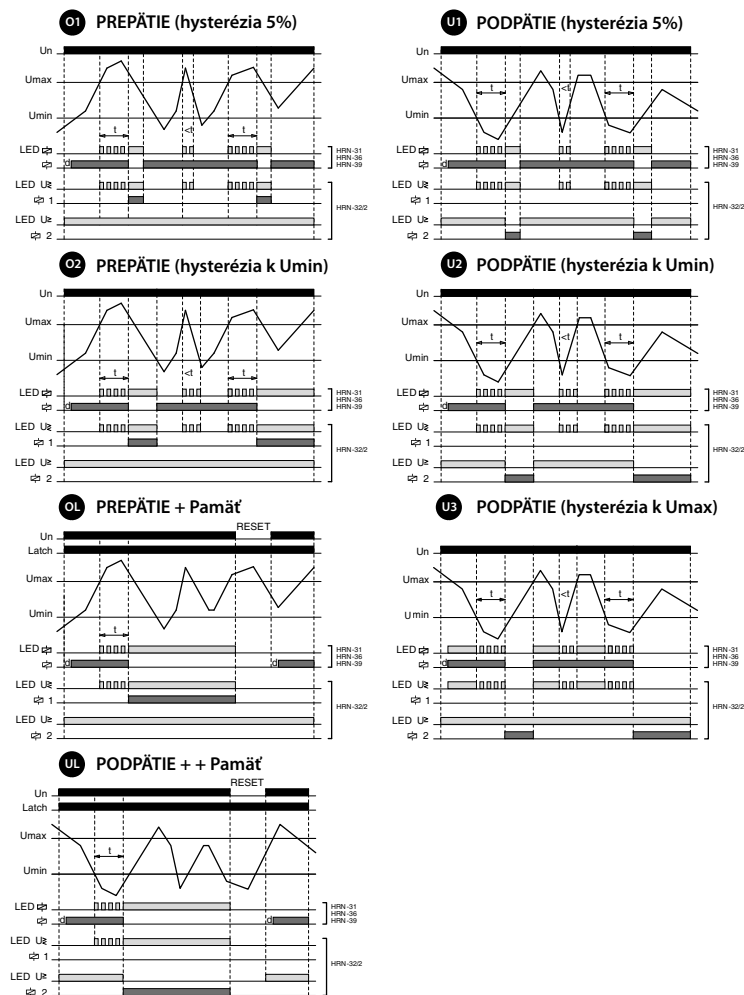 O1 PREPÄTIE (hysterézia 5%)
Un
Umax
Umin
t
<t
t
LED
HRN-31
HRN-36
HRN-39
d
LED U≥
1
HRN-32/2
LED U≥
2
U1 PODPÄTIE (hysterézia 5%)
Un
Umax
Umin
t
<t
t
LED
HRN-31
HRN-36
HRN-39
d
LED U≥
1
HRN-32/2
LED U≥
2
O2 PREPÄTIE (hysterézia k Umin)
Un
Umax
Umin
t
<t
t
LED
HRN-31
HRN-36
HRN-39
d
LED U≥
1
HRN-32/2
LED U≥
2
U2 PODPÄTIE (hysterézia k Umin)
Un
Umax
Umin
t
<t
t
LED
HRN-31
HRN-36
HRN-39
d
LED U≥
1
HRN-32/2
LED U≥
2
OL PREPÄTIE + Pamäť
RESET
Un
Latch
Umax
Umin
t
LED
HRN-31
HRN-36
HRN-39
d
d
LED U≥
1
HRN-32/2
LED U≥
2
U3 PODPÄTIE (hysterézia k Umax)
Un
Umax
Umin
t
<t
t
LED
HRN-31
HRN-36
HRN-39
d
LED U≥
1
HRN-32/2
LED U≥
2
UL PODPÄTIE + + Pamäť
RESET
Un
Latch
Umax
Umin
t
LED
HRN-31
HRN-36
HRN-39
d
d
LED U≥
1
HRN-32/2
LED U≥
2